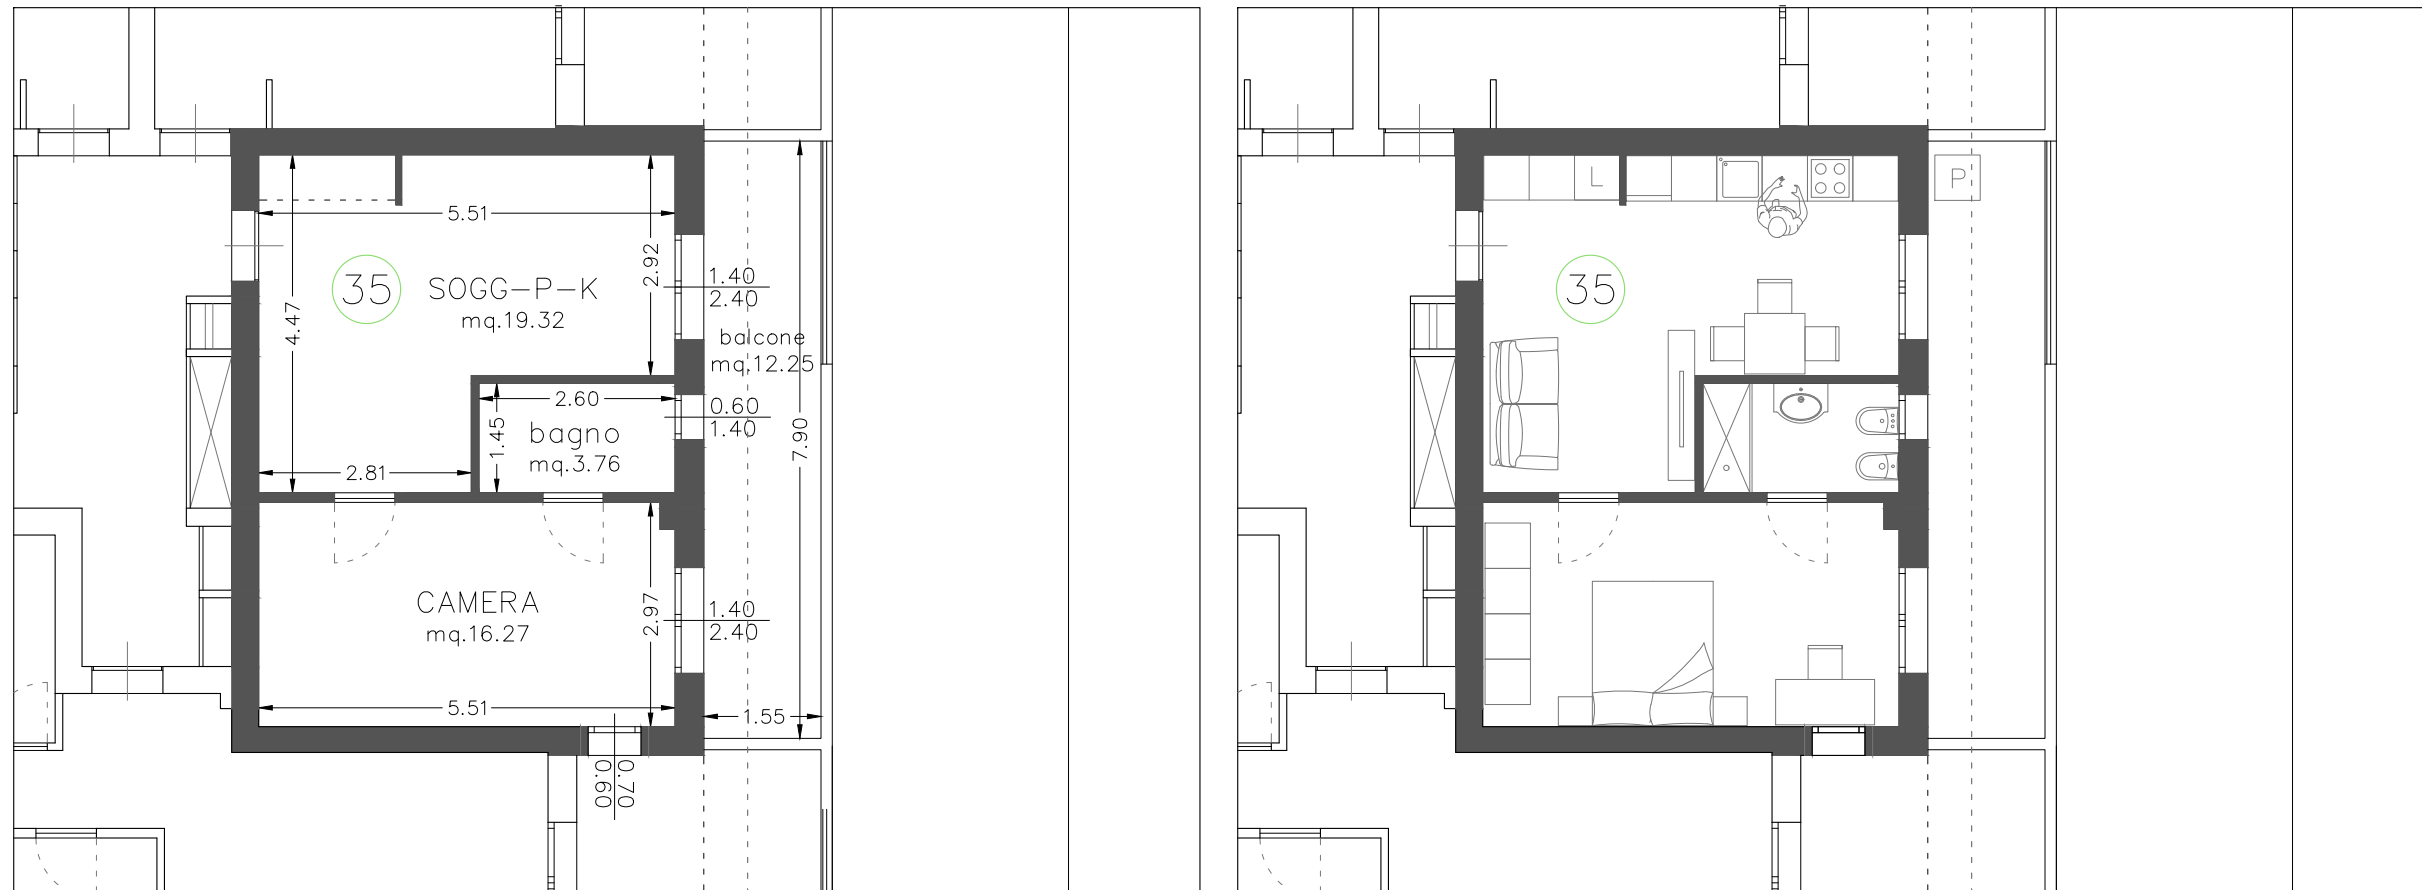 5.51
35
SOGG-P-K
mq.19.32
4.47
2.92
1.40
2.40
balcone
mq.12.25
2.60
0.60
1.40
1.45
bagno
mq.3.76
2.81
7.90
CAMERA
mq.16.27
2.97
1.40
2.40
5.51
1.55
0.70
0.60
L
P
35